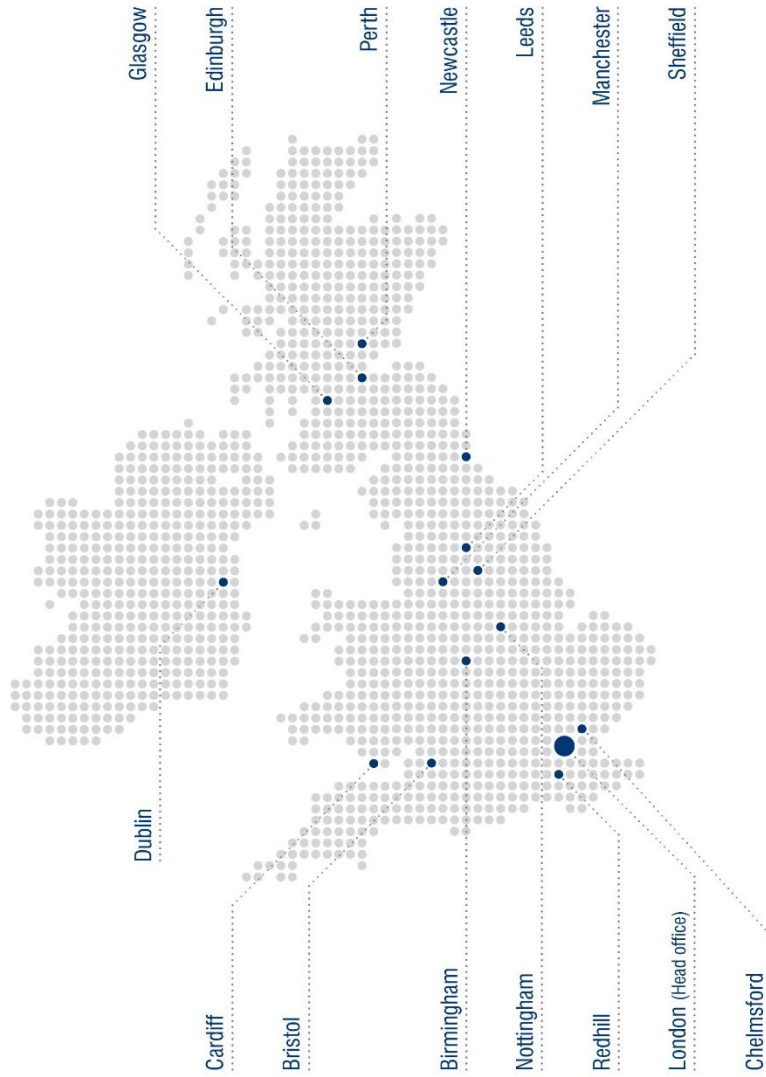 Glasgow
Edinburgh
Perth
Newcastle
Leeds
Manchester
Sheffield
Dublin
Cardiff
Bristol
Birmingham
Nottingham
Redhill
London (Head office)
Chelmsford